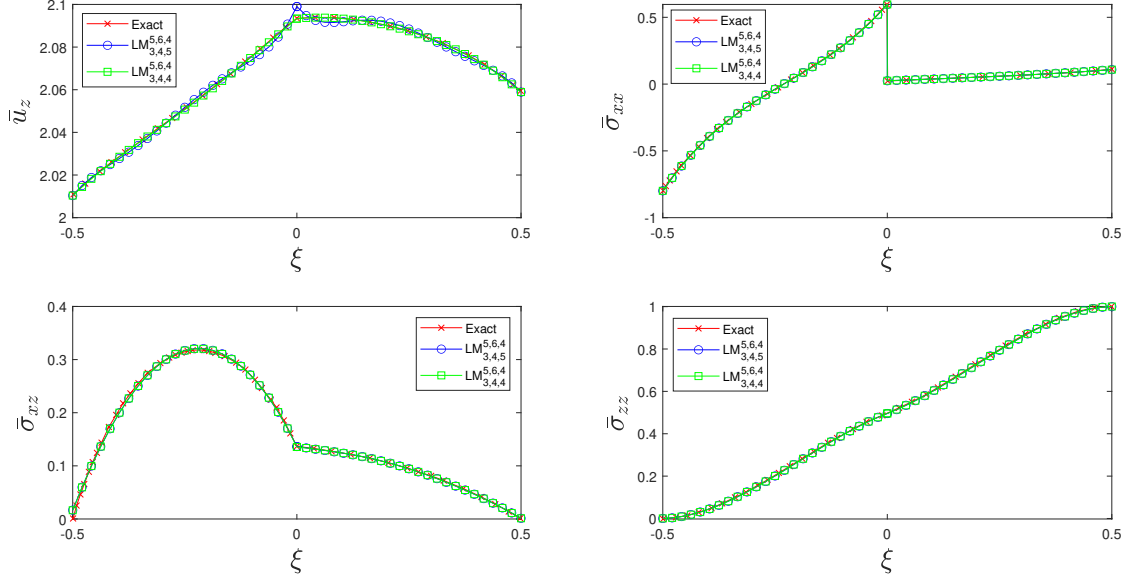 2.1
2.08
2.06
2.04
2.02
2
-0.5
0
0.5
ξ
ū_z
Exact
LM^{5,6,4}_{3,4,5}
LM^{5,6,4}_{3,4,4}
0.5
0
-0.5
-1
-0.5
0
0.5
ξ
σ̄_{xx}
Exact
LM^{5,6,4}_{3,4,5}
LM^{5,6,4}_{3,4,4}
0.4
0.3
0.2
0.1
0
-0.5
0
0.5
ξ
σ̄_{xz}
Exact
LM^{5,6,4}_{3,4,5}
LM^{5,6,4}_{3,4,4}
1
0.8
0.6
0.4
0.2
0
-0.5
0
0.5
ξ
σ̄_{zz}
Exact
LM^{5,6,4}_{3,4,5}
LM^{5,6,4}_{3,4,4}